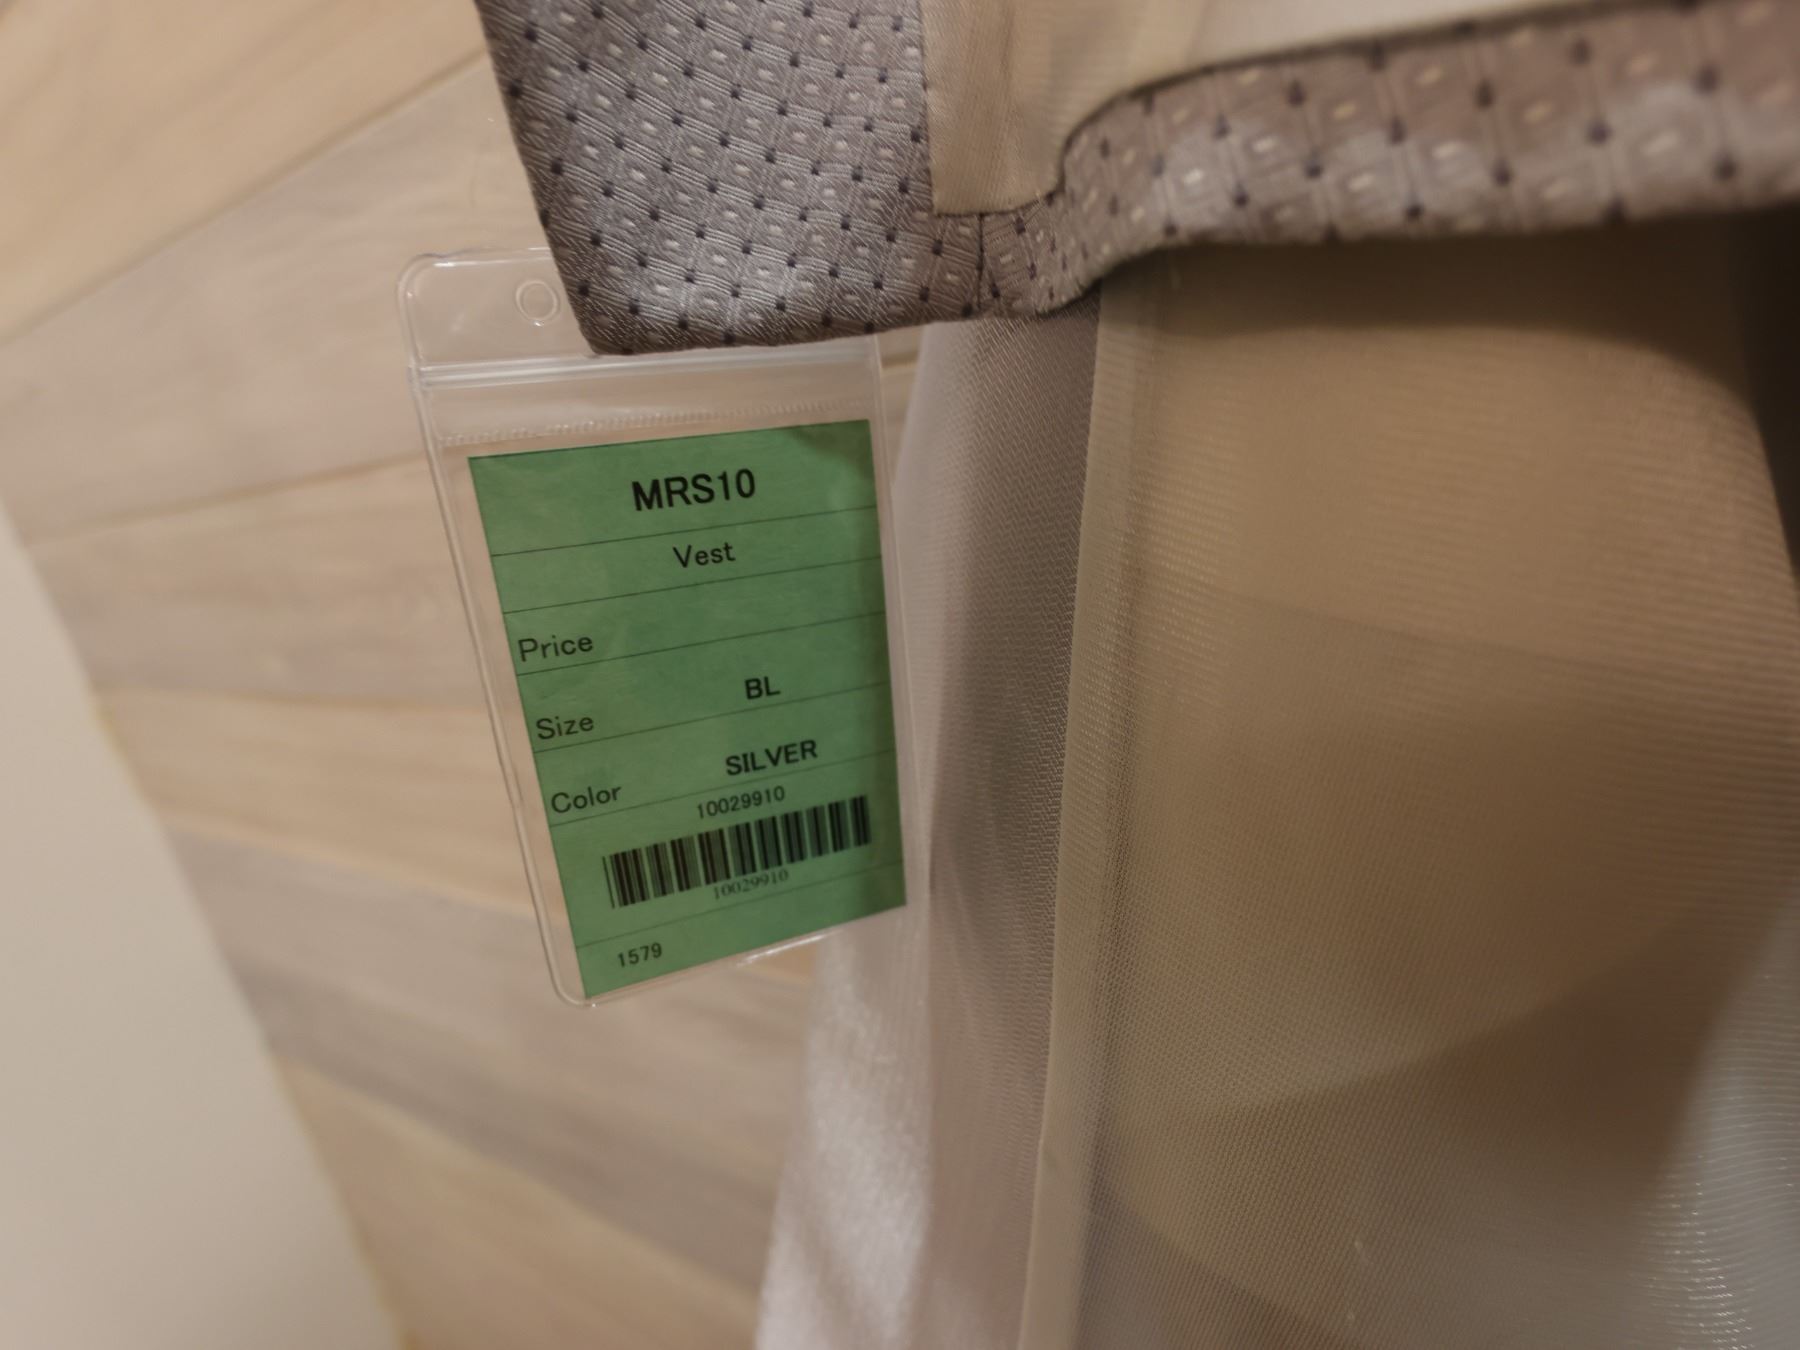 MRS10
Vest
Price
Size BL
Color SILVER
10029910
10029910
1579